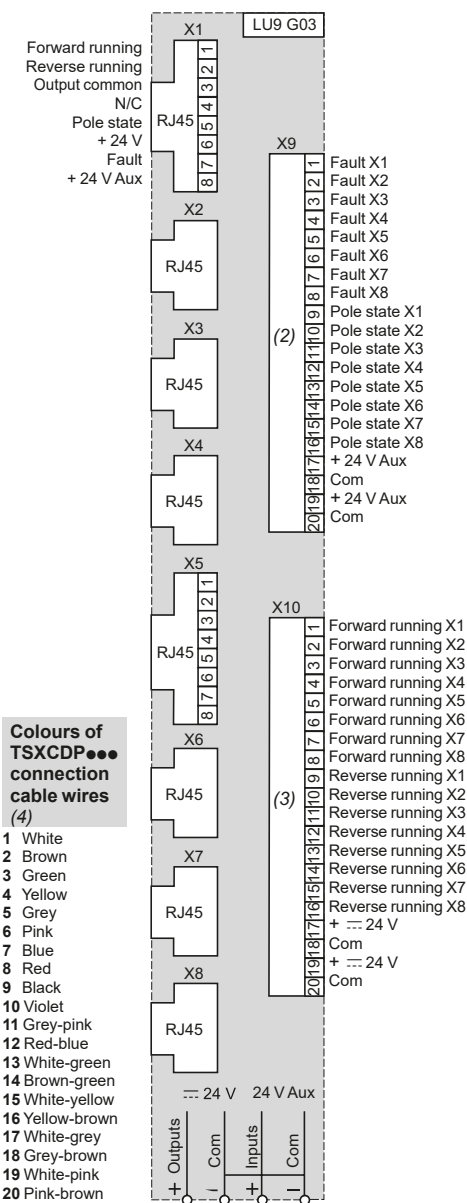 LU9 G03
X1
Forward running 1
Reverse running 2
Output common 3
N/C 4
Pole state 5
+ 24 V 6
Fault 7
+ 24 V Aux 8
RJ45
X2
RJ45
X3
RJ45
X4
RJ45
X5
RJ45
1
2
3
4
5
6
7
8
X6
RJ45
X7
RJ45
X8
RJ45
X9
(2)
1 Fault X1
2 Fault X2
3 Fault X3
4 Fault X4
5 Fault X5
6 Fault X6
7 Fault X7
8 Fault X8
9 Pole state X1
10 Pole state X2
11 Pole state X3
12 Pole state X4
13 Pole state X5
14 Pole state X6
15 Pole state X7
16 Pole state X8
17 + 24 V Aux
18 Com
19 + 24 V Aux
20 Com
X10
(3)
1 Forward running X1
2 Forward running X2
3 Forward running X3
4 Forward running X4
5 Forward running X5
6 Forward running X6
7 Forward running X7
8 Forward running X8
9 Reverse running X1
10 Reverse running X2
11 Reverse running X3
12 Reverse running X4
13 Reverse running X5
14 Reverse running X6
15 Reverse running X7
16 Reverse running X8
17 + ⎓ 24 V
18 Com
19 + ⎓ 24 V
20 Com
Colours of
TSXCDP●●●
connection
cable wires
(4)
1 White
2 Brown
3 Green
4 Yellow
5 Grey
6 Pink
7 Blue
8 Red
9 Black
10 Violet
11 Grey-pink
12 Red-blue
13 White-green
14 Brown-green
15 White-yellow
16 Yellow-brown
17 White-grey
18 Grey-brown
19 White-pink
20 Pink-brown
⎓ 24 V
24 V Aux
+ Outputs
– Com
+ Inputs
– Com